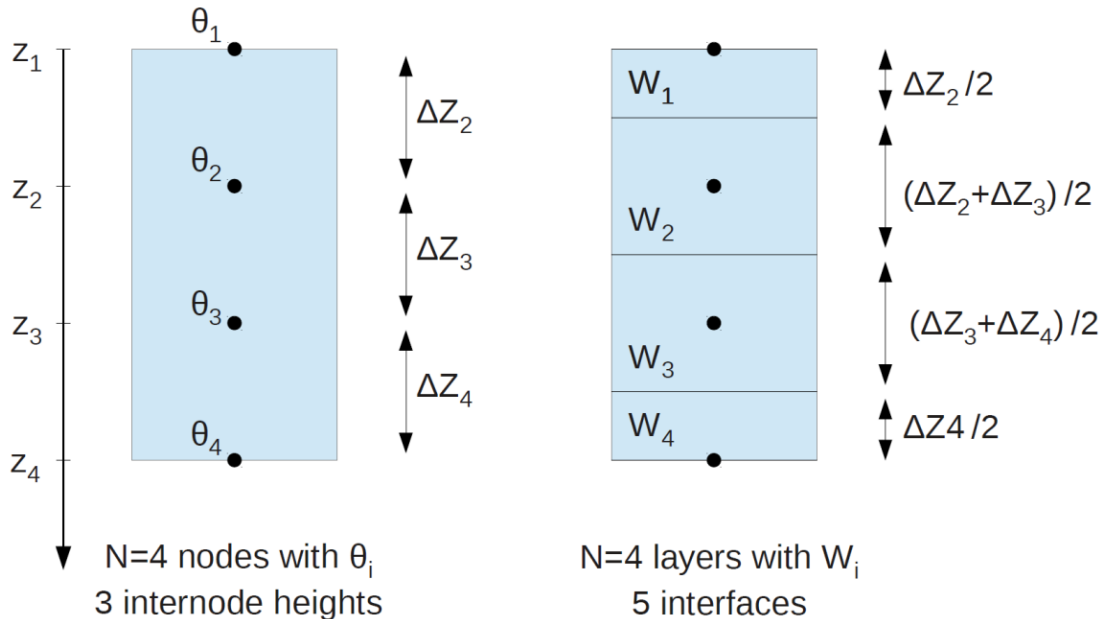 θ₁
z₁
ΔZ₂
θ₂
z₂
ΔZ₃
θ₃
z₃
ΔZ₄
θ₄
z₄
N=4 nodes with θᵢ
3 internode heights
W₁
ΔZ₂ /2
W₂
(ΔZ₂+ΔZ₃)/2
W₃
(ΔZ₃+ΔZ₄)/2
W₄
ΔZ4 /2
N=4 layers with Wᵢ
5 interfaces